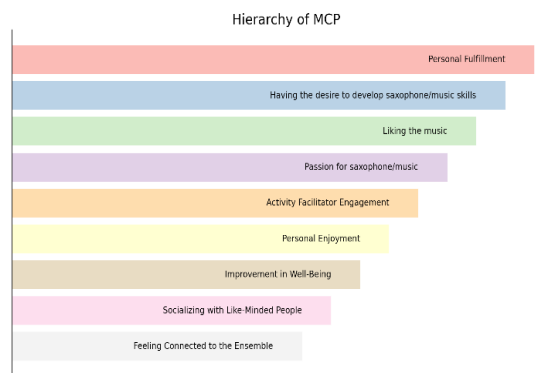 Hierarchy of MCP
Personal Fulfillment
Having the desire to develop saxophone/music skills
Liking the music
Passion for saxophone/music
Activity Facilitator Engagement
Personal Enjoyment
Improvement in Well-Being
Socializing with Like-Minded People
Feeling Connected to the Ensemble